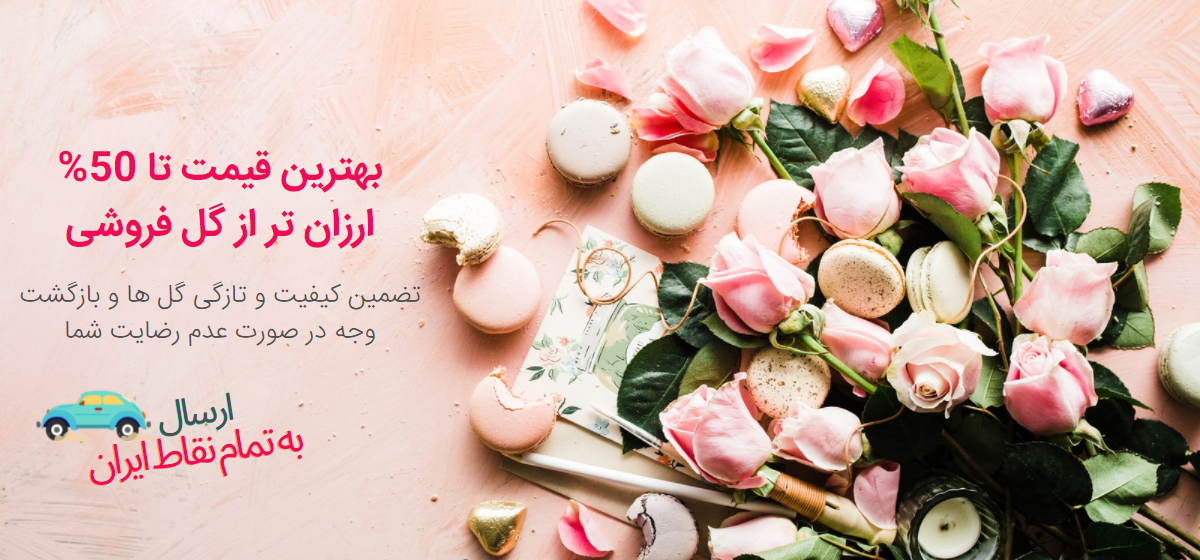 بهترین قیمت تا 50%
ارزان تر از گل فروشی
تضمین کیفیت و تازگی گل ها و بازگشت
وجه در صورت عدم رضایت شما
ارسال
به تمام نقاط ایران